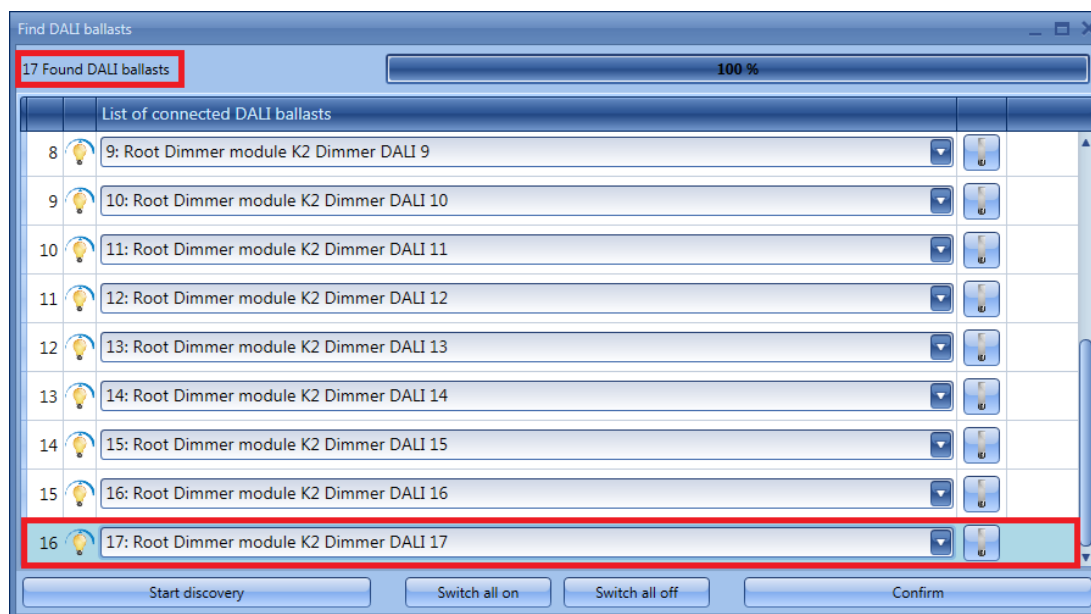 Find DALI ballasts
17 Found DALI ballasts
100 %
List of connected DALI ballasts
8 9: Root Dimmer module K2 Dimmer DALI 9
9 10: Root Dimmer module K2 Dimmer DALI 10
10 11: Root Dimmer module K2 Dimmer DALI 11
11 12: Root Dimmer module K2 Dimmer DALI 12
12 13: Root Dimmer module K2 Dimmer DALI 13
13 14: Root Dimmer module K2 Dimmer DALI 14
14 15: Root Dimmer module K2 Dimmer DALI 15
15 16: Root Dimmer module K2 Dimmer DALI 16
16 17: Root Dimmer module K2 Dimmer DALI 17
Start discovery Switch all on Switch all off Confirm